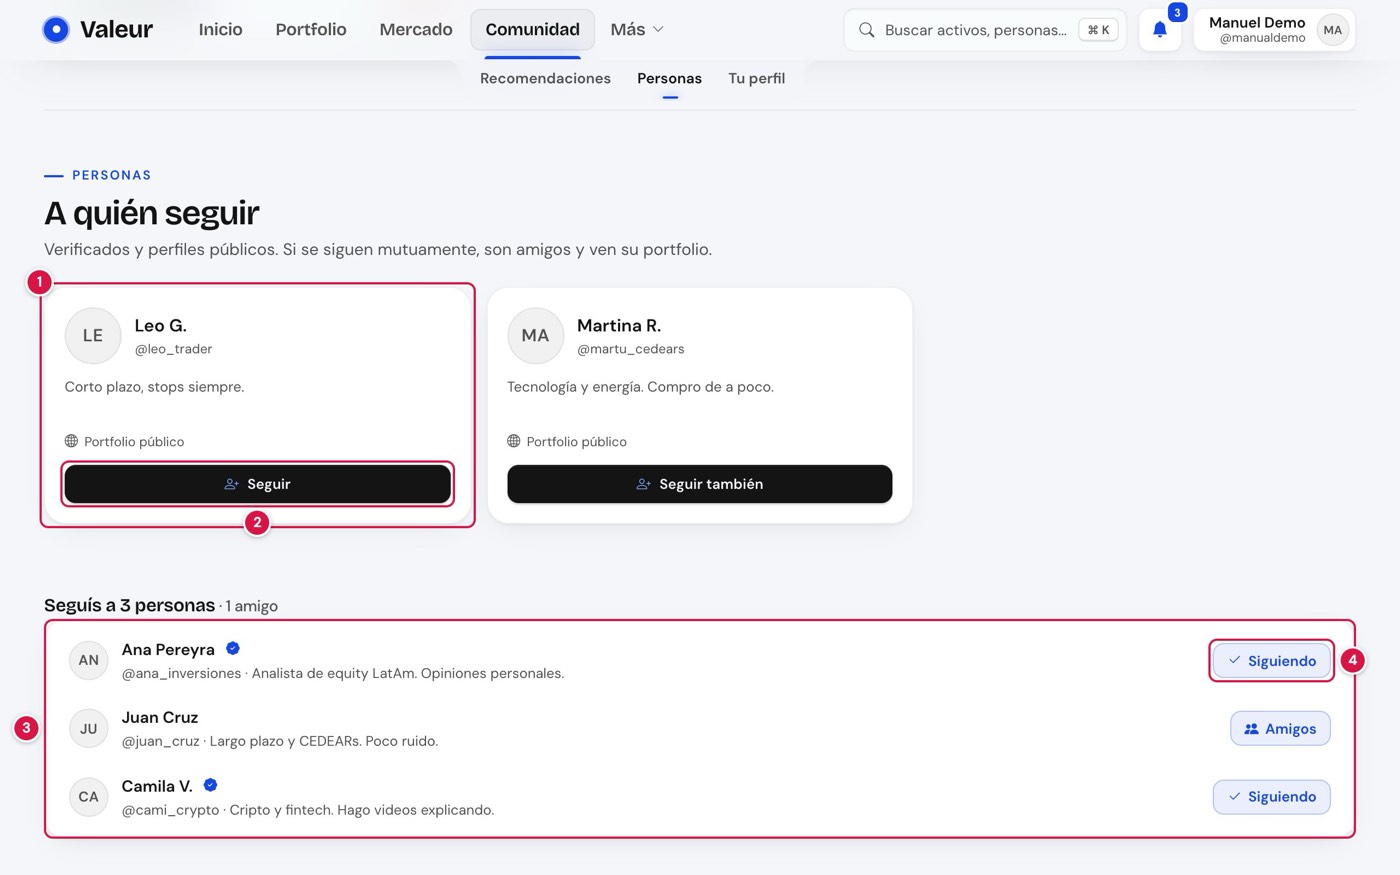 Valeur
Inicio
Portfolio
Mercado
Comunidad
Más
Buscar activos, personas...
⌘ K
3
Manuel Demo
@manualdemo
MA
Recomendaciones
Personas
Tu perfil
PERSONAS
A quién seguir
Verificados y perfiles públicos. Si se siguen mutuamente, son amigos y ven su portfolio.
1
LE
Leo G.
@leo_trader
Corto plazo, stops siempre.
Portfolio público
Seguir
2
MA
Martina R.
@martu_cedears
Tecnología y energía. Compro de a poco.
Portfolio público
Seguir también
Seguís a 3 personas · 1 amigo
3
AN
Ana Pereyra
@ana_inversiones · Analista de equity LatAm. Opiniones personales.
Siguiendo
4
JU
Juan Cruz
@juan_cruz · Largo plazo y CEDEARs. Poco ruido.
Amigos
CA
Camila V.
@cami_crypto · Cripto y fintech. Hago videos explicando.
Siguiendo